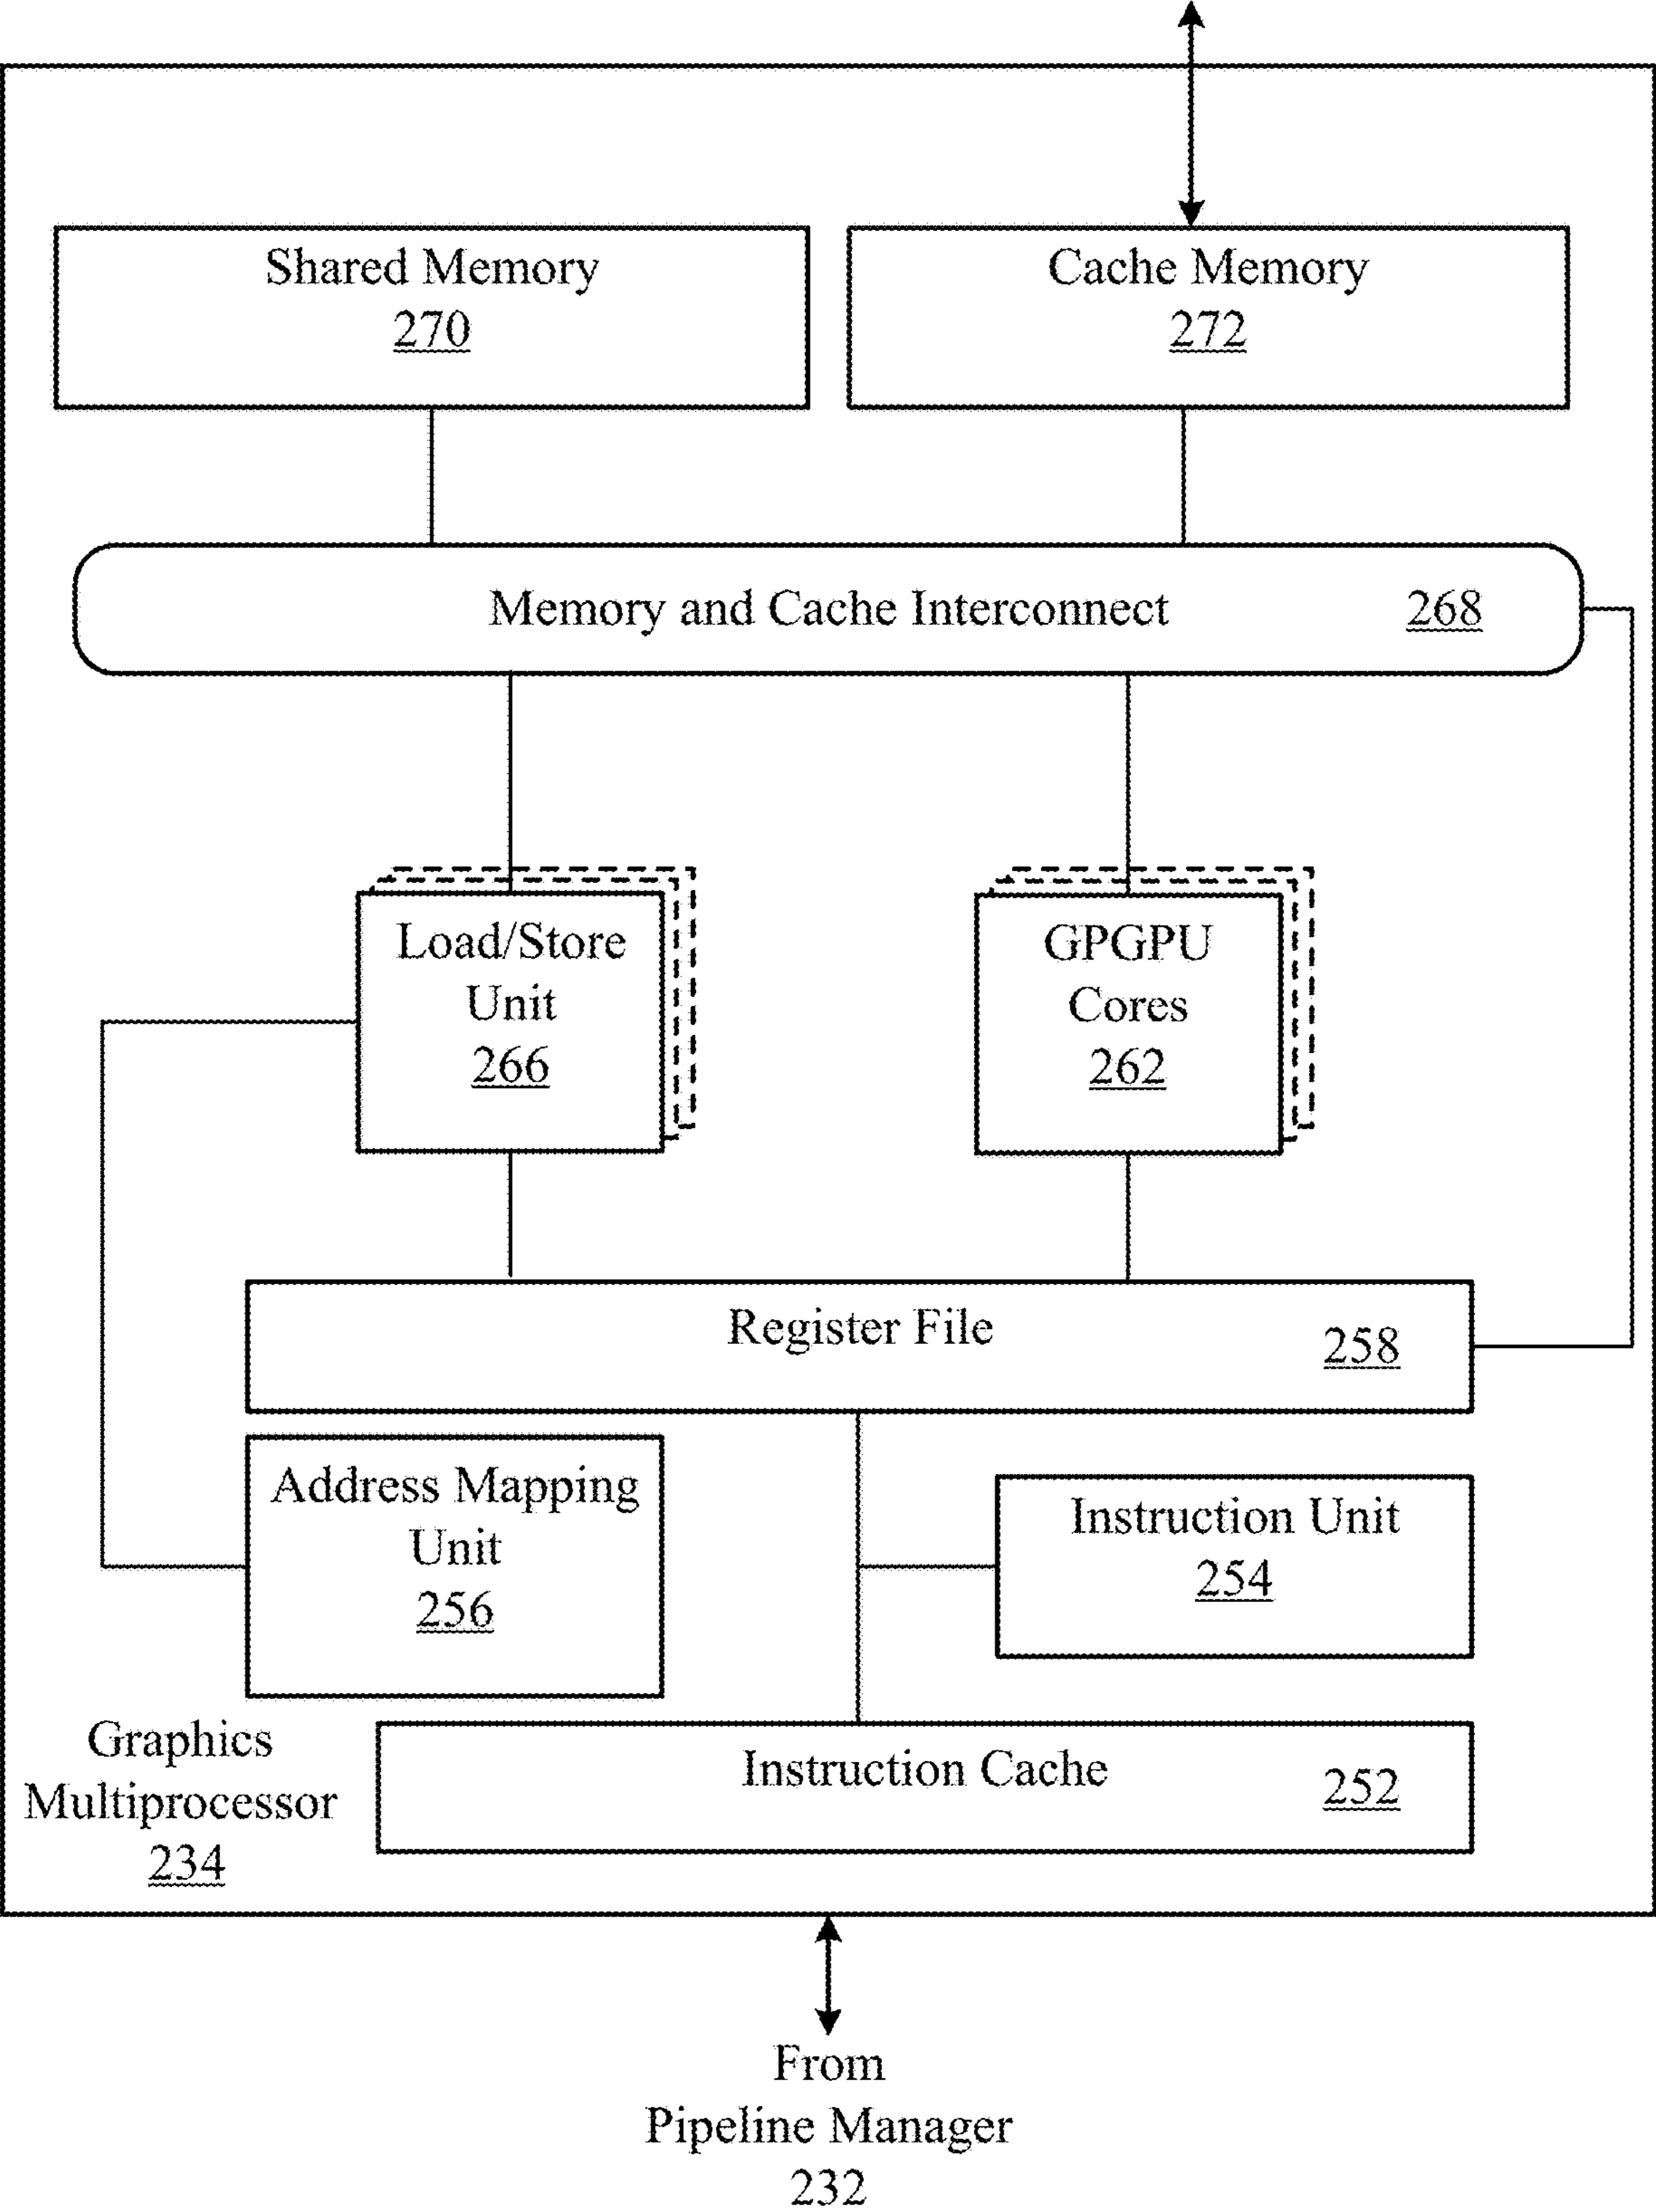 Shared Memory
270
Cache Memory
272
Memory and Cache Interconnect 268
Load/Store
Unit
266
GPGPU
Cores
262
Register File 258
Address Mapping
Unit
256
Instruction Unit
254
Graphics
Multiprocessor
234
Instruction Cache 252
From
Pipeline Manager
232